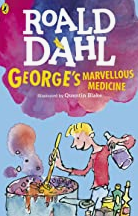 ROALD
DAHL
GEORGE'S
MARVELLOUS
MEDICINE
Illustrated by Quentin Blake